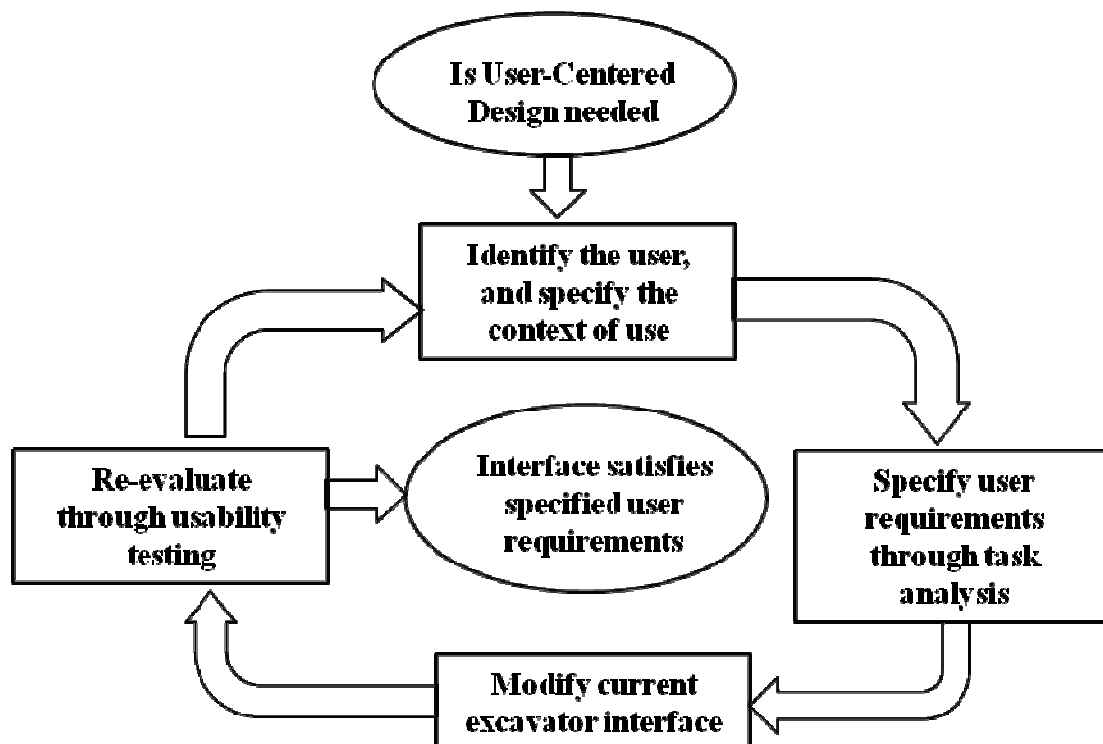 Is User-Centered
Design needed
Identify the user,
and specify the
context of use
Specify user
requirements
through task
analysis
Modify current
excavator interface
Re-evaluate
through usability
testing
Interface satisfies
specified user
requirements